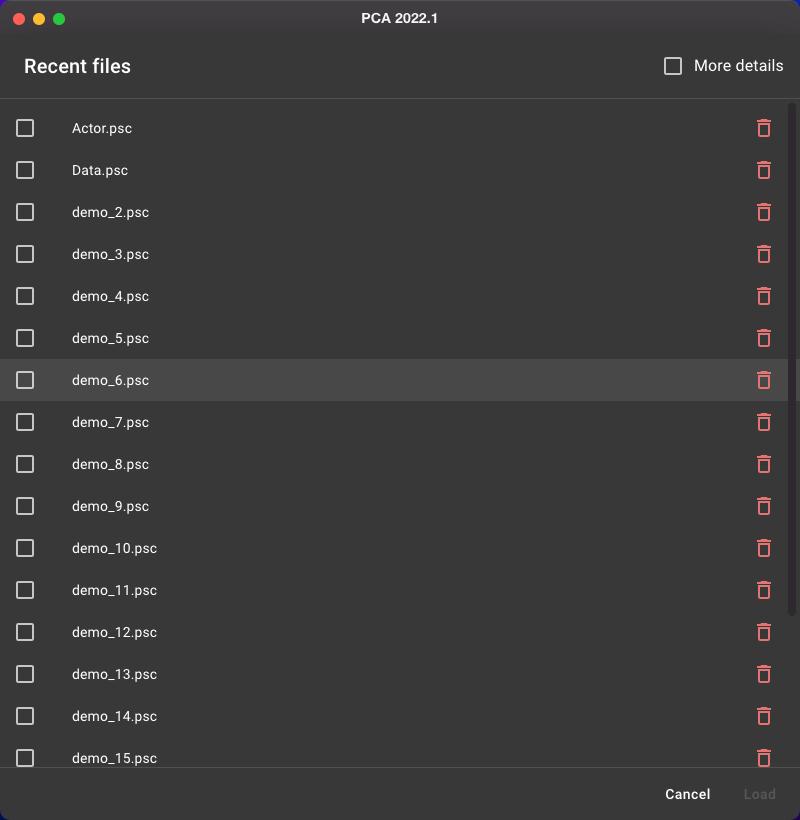 PCA 2022.1
Recent files
More details
Actor.psc
Data.psc
demo_2.psc
demo_3.psc
demo_4.psc
demo_5.psc
demo_6.psc
demo_7.psc
demo_8.psc
demo_9.psc
demo_10.psc
demo_11.psc
demo_12.psc
demo_13.psc
demo_14.psc
demo_15.psc
Cancel
Load